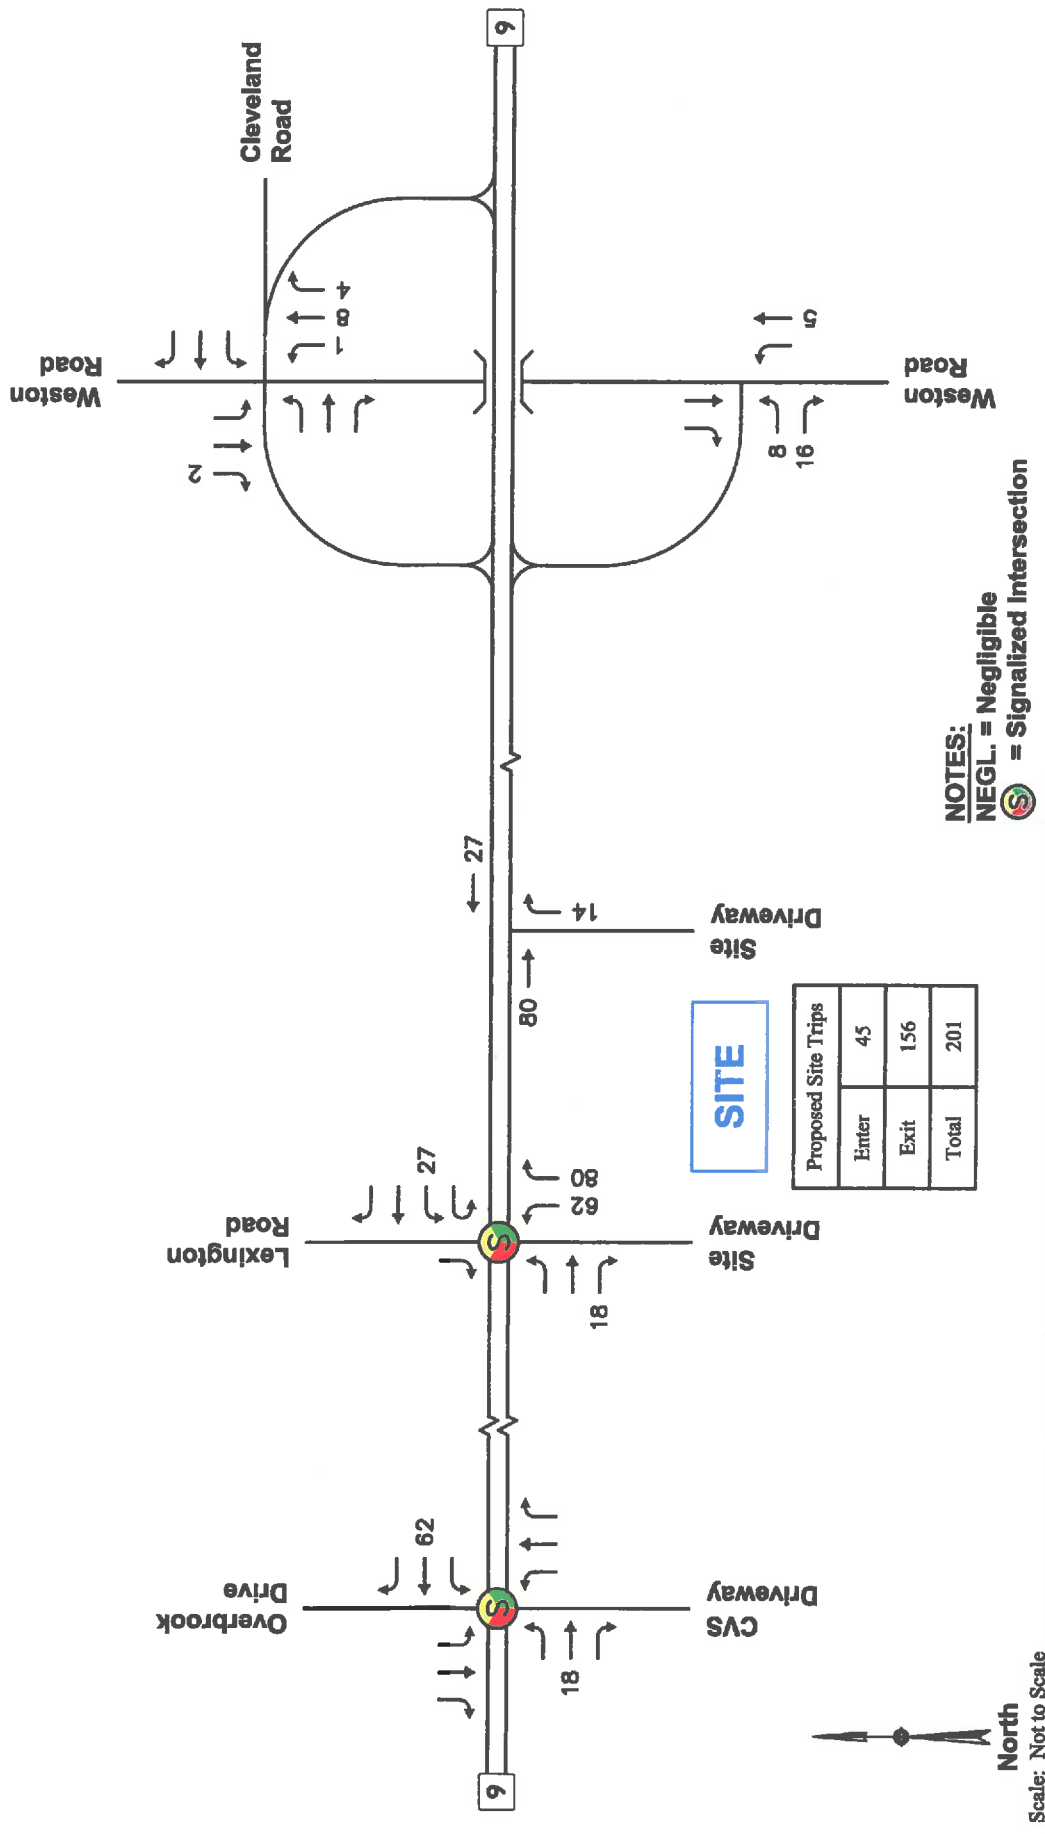 9
Cleveland
Road
Weston
Road
2
1
8
4
Weston
Road
5
8
16
27
14
80
Site
Driveway
SITE
Proposed Site Trips
Enter 45
Exit 156
Total 201
Lexington
Road
27
62
80
18
Site
Driveway
Overbrook
Drive
62
18
CVS
Driveway
9
S
S
NOTES:
NEGL. = Negligible
S = Signalized Intersection
North
Scale: Not to Scale